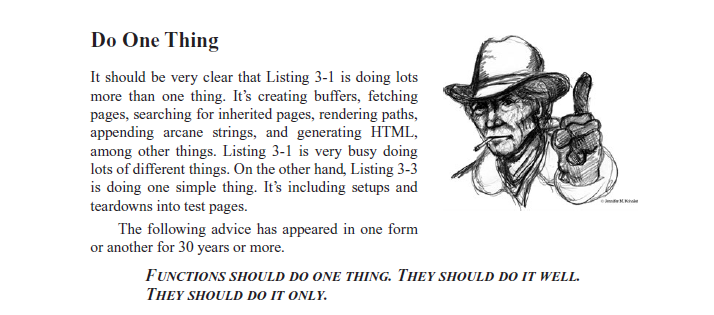 Do One Thing
It should be very clear that Listing 3-1 is doing lots
more than one thing. It's creating buffers, fetching
pages, searching for inherited pages, rendering paths,
appending arcane strings, and generating HTML,
among other things. Listing 3-1 is very busy doing
lots of different things. On the other hand, Listing 3-3
is doing one simple thing. It's including setups and
teardowns into test pages.
The following advice has appeared in one form
or another for 30 years or more.
FUNCTIONS SHOULD DO ONE THING. THEY SHOULD DO IT WELL.
THEY SHOULD DO IT ONLY.